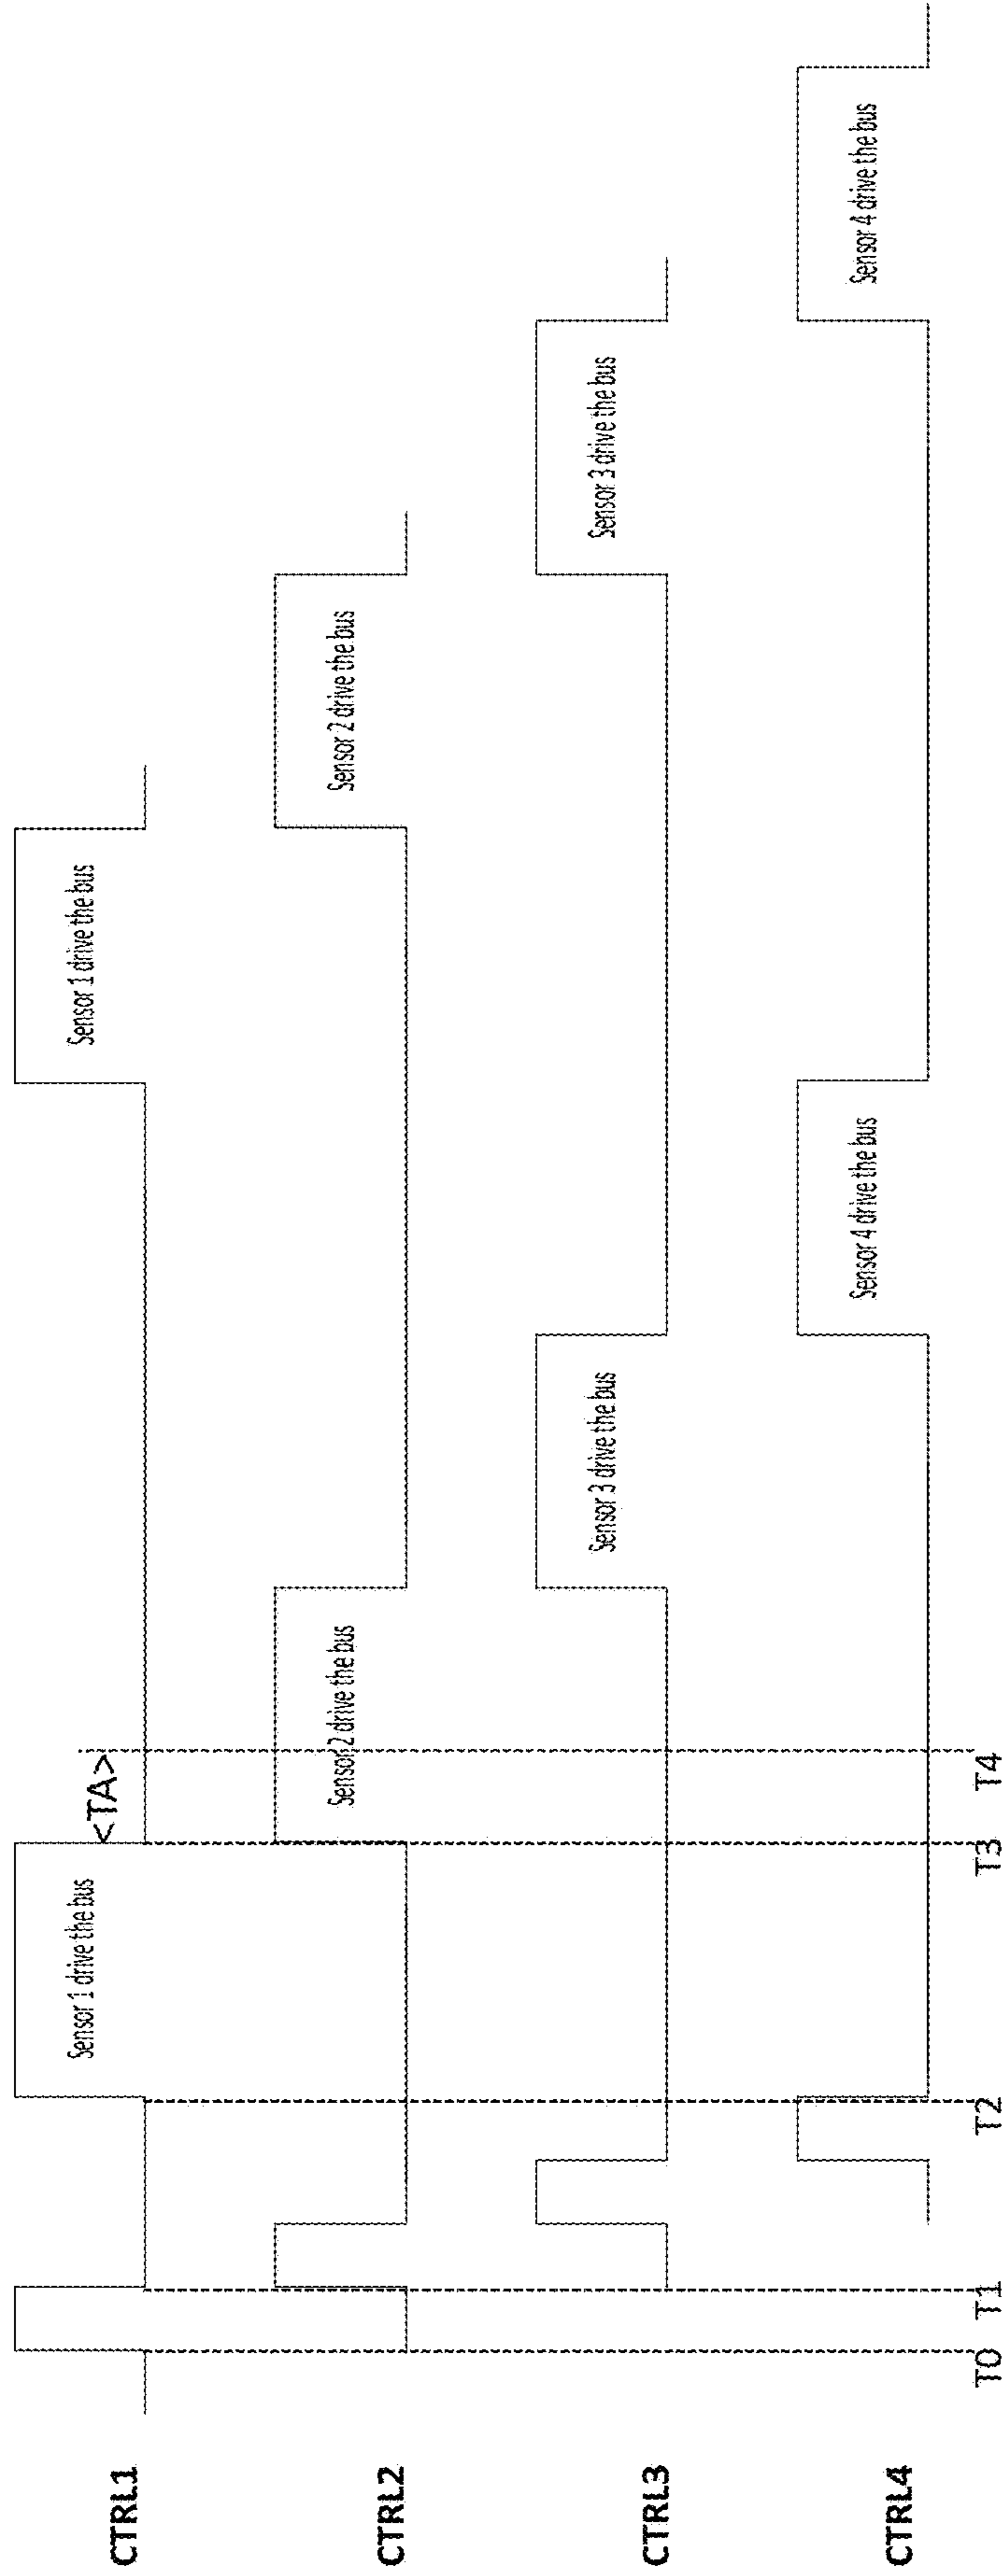 CTRL1
Sensor 1 drive the bus
<TA>
Sensor 1 drive the bus
CTRL2
Sensor 2 drive the bus
Sensor 2 drive the bus
CTRL3
Sensor 3 drive the bus
Sensor 3 drive the bus
CTRL4
Sensor 4 drive the bus
Sensor 4 drive the bus
T0 T1 T2 T3 T4